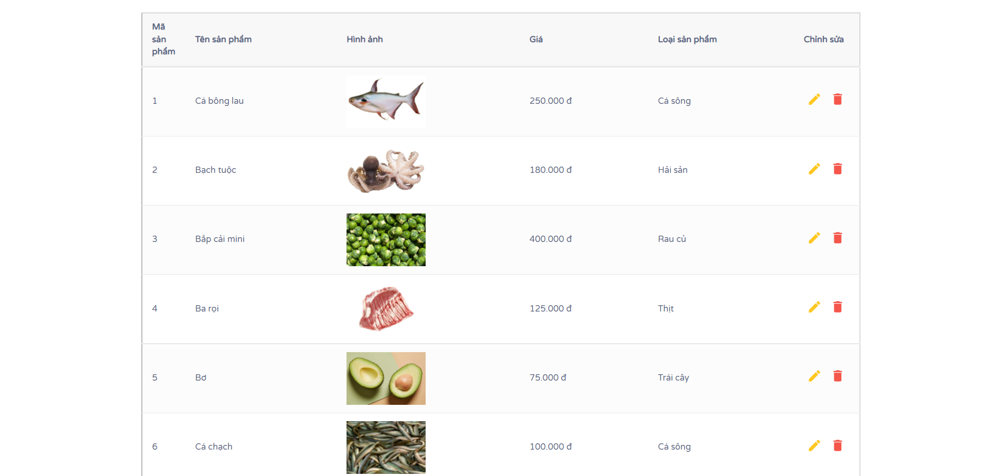 Mã
sản
phẩm
Tên sản phẩm
Hình ảnh
Giá
Loại sản phẩm
Chỉnh sửa
1
Cá bông lau
250.000 đ
Cá sông
2
Bạch tuộc
180.000 đ
Hải sản
3
Bắp cải mini
400.000 đ
Rau củ
4
Ba rọi
125.000 đ
Thịt
5
Bơ
75.000 đ
Trái cây
6
Cá chạch
100.000 đ
Cá sông